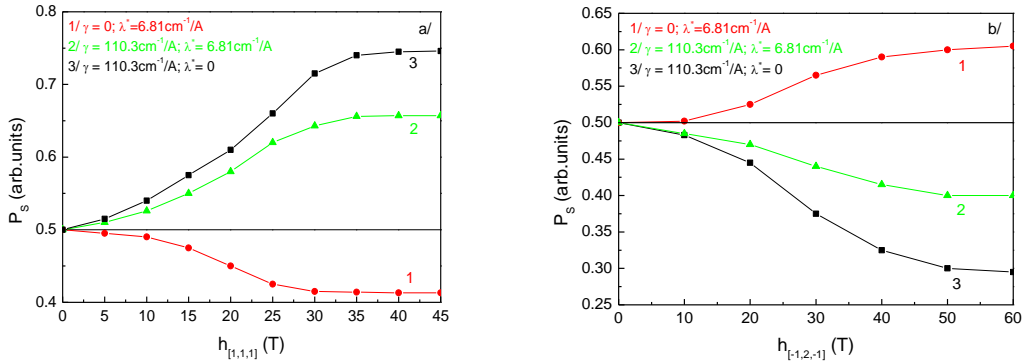 1/ γ = 0; λ*=6.81cm⁻¹/A
2/ γ = 110.3cm⁻¹/A; λ*= 6.81cm⁻¹/A
3/ γ = 110.3cm⁻¹/A; λ*= 0
a/
3
2
1
0.8
0.7
0.6
0.5
0.4
0 5 10 15 20 25 30 35 40 45
P_S (arb.units)
h_[1,1,1] (T)
1/ γ = 0; λ*=6.81cm⁻¹/A
2/ γ = 110.3cm⁻¹/A; λ*= 6.81cm⁻¹/A
3/ γ = 110.3cm⁻¹/A; λ*= 0
b/
1
2
3
0.65
0.60
0.55
0.50
0.45
0.40
0.35
0.30
0.25
0 10 20 30 40 50 60
P_S (arb.units)
h_[-1,2,-1] (T)